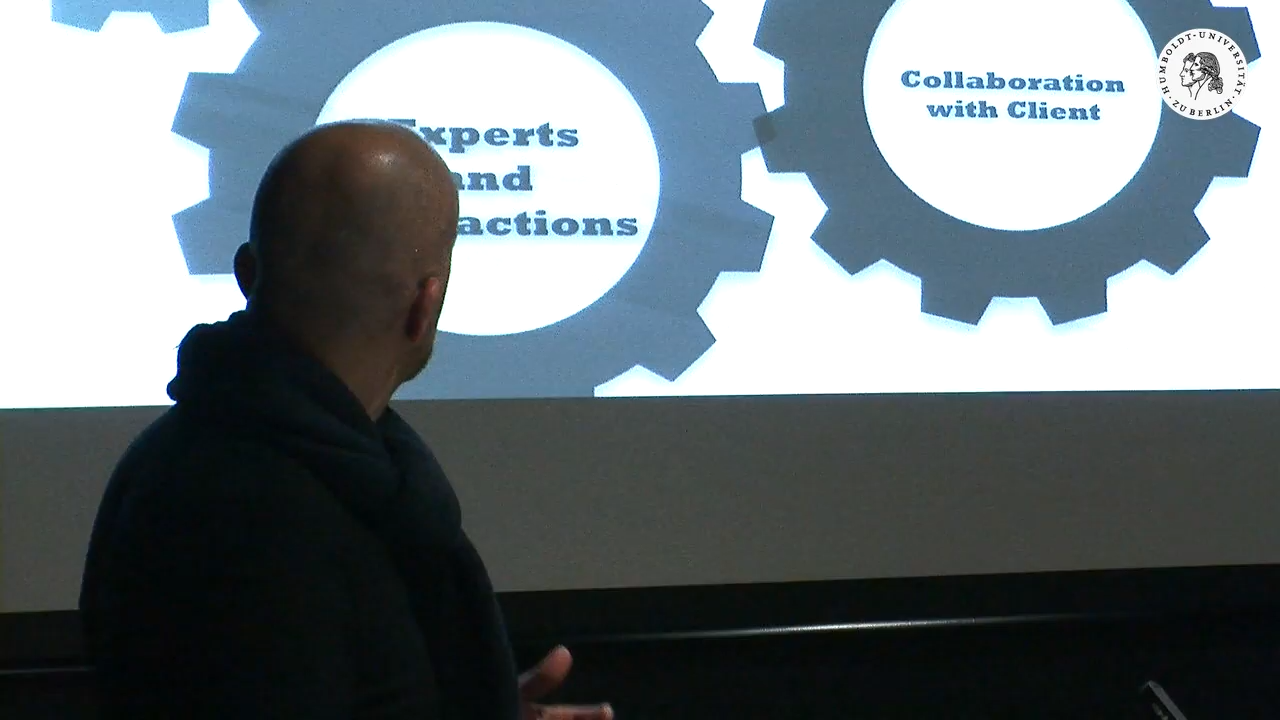 Experts
and
actions
Collaboration
with Client
HUMBOLDT-UNIVERSITÄT
ZU BERLIN